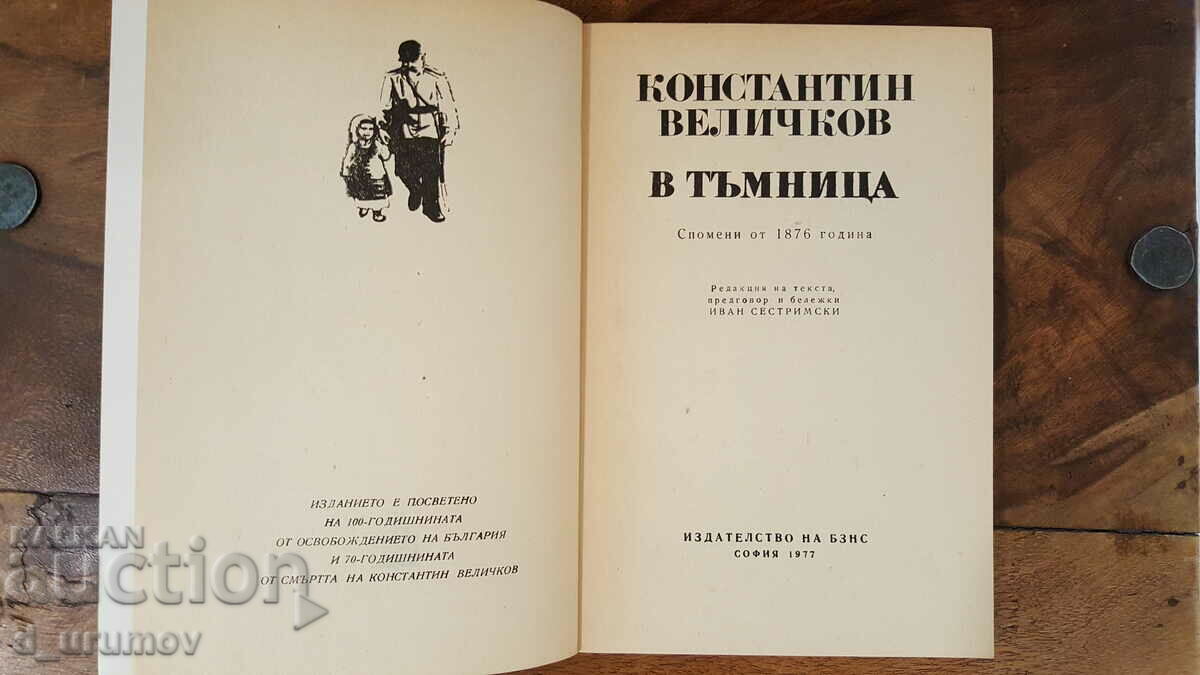 ИЗДАНИЕТО Е ПОСВЕТЕНО
НА 100-ГОДИШНИНАТА
ОТ ОСВОБОЖДЕНИЕТО НА БЪЛГАРИЯ
И 70-ГОДИШНИНАТА
ОТ СМЪРТТА НА КОНСТАНТИН ВЕЛИЧКОВ
КОНСТАНТИН
ВЕЛИЧКОВ
В ТЪМНИЦА
Спомени от 1876 година
Редакция на текста,
предговор и бележки
ИВАН СЕСТРИМСКИ
ИЗДАТЕЛСТВО НА БЗНС
СОФИЯ 1977
BALKAN
auction
d_urumov